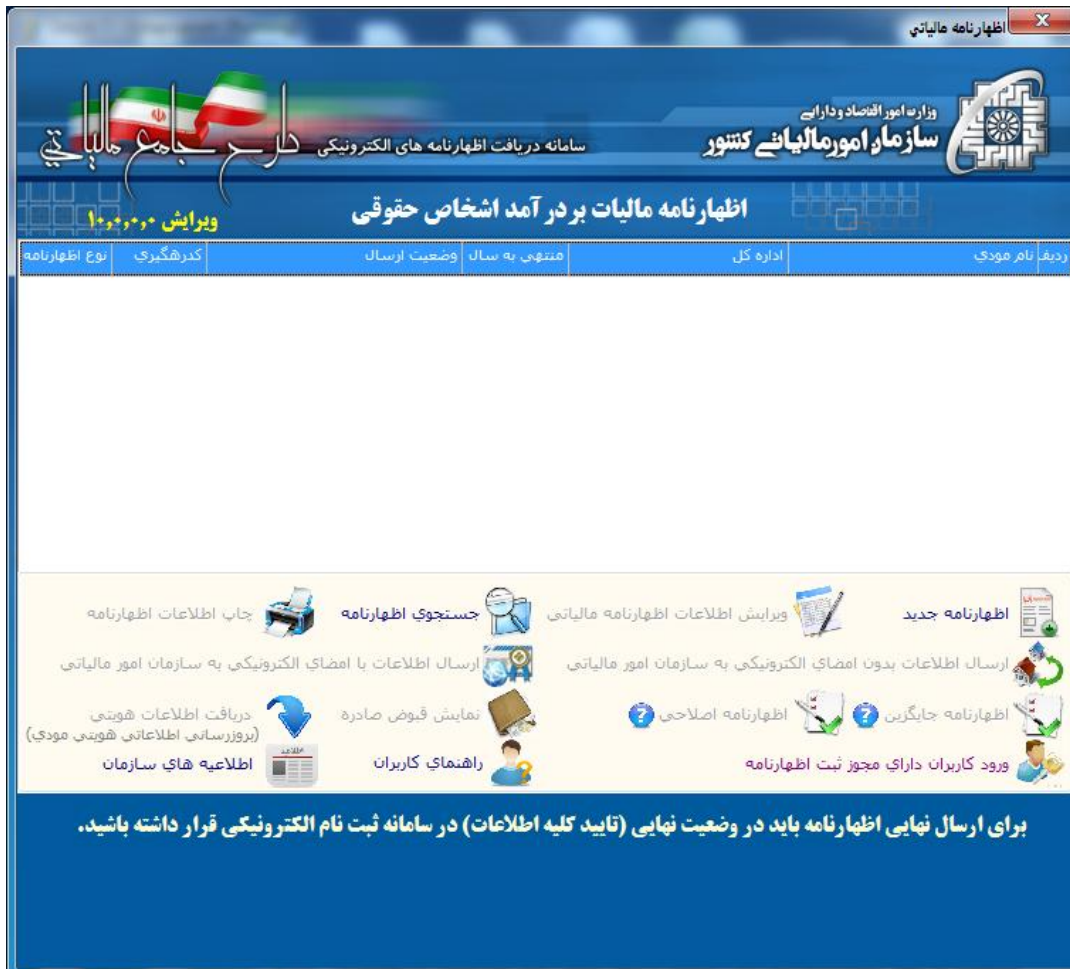 اظهارنامه مالياتي
وزارت امور اقتصاد و دارایی
سازمان امور مالیاتی کشور
سامانه دریافت اظهارنامه های الکترونیکی
طرح جامع مالیاتی
اظهارنامه مالیات بر درآمد اشخاص حقوقی
ویرایش ۱۰,۰,۰,۰
رديف نام مودي اداره کل منتهي به سال وضعيت ارسال کدرهگيري نوع اظهارنامه
اظهارنامه جديد ويرايش اطلاعات اظهارنامه مالياتي جستجوي اظهارنامه چاپ اطلاعات اظهارنامه
ارسال اطلاعات بدون امضاي الکترونيکي به سازمان امور مالياتي ارسال اطلاعات با امضاي الکترونيکي به سازمان امور مالياتي
اظهارنامه جايگزين ? اظهارنامه اصلاحي ? نمايش قبوض صادره دريافت اطلاعات هويتي
(بروزرساني اطلاعاتي هويتي مودي)
ورود کاربران داراي مجوز ثبت اظهارنامه راهنماي کاربران اطلاعيه هاي سازمان
برای ارسال نهایی اظهارنامه باید در وضعیت نهایی (تایید کلیه اطلاعات) در سامانه ثبت نام الکترونیکی قرار داشته باشید.